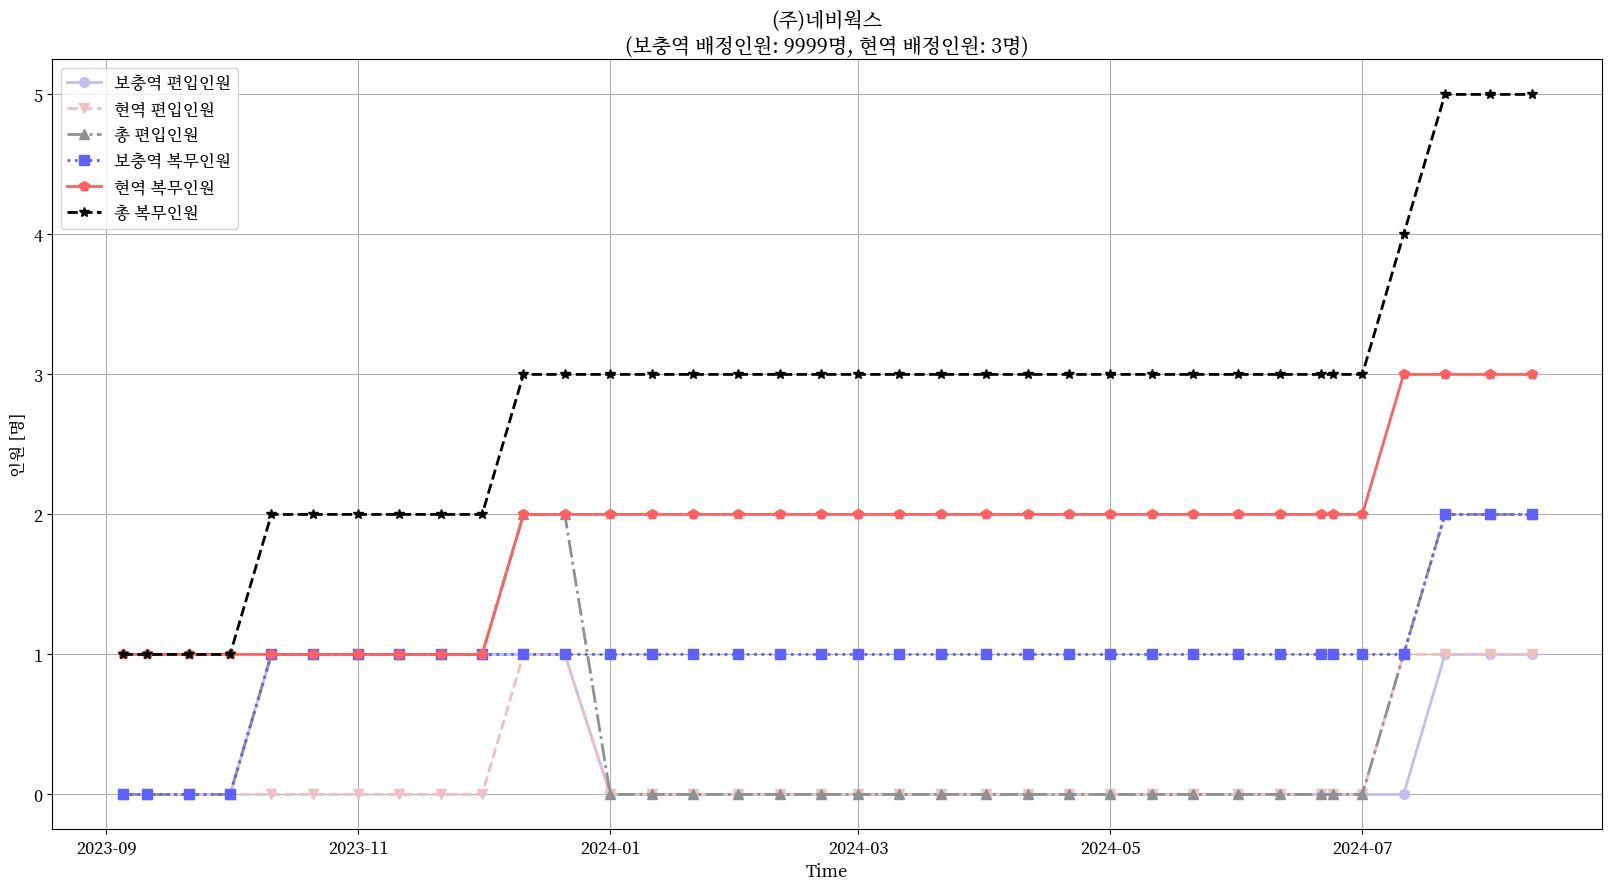 (주)네비웍스
(보충역 배정인원: 9999명, 현역 배정인원: 3명)
보충역 편입인원
현역 편입인원
총 편입인원
보충역 복무인원
현역 복무인원
총 복무인원
인원 [명]
5
4
3
2
1
0
2023-09
2023-11
2024-01
2024-03
2024-05
2024-07
Time